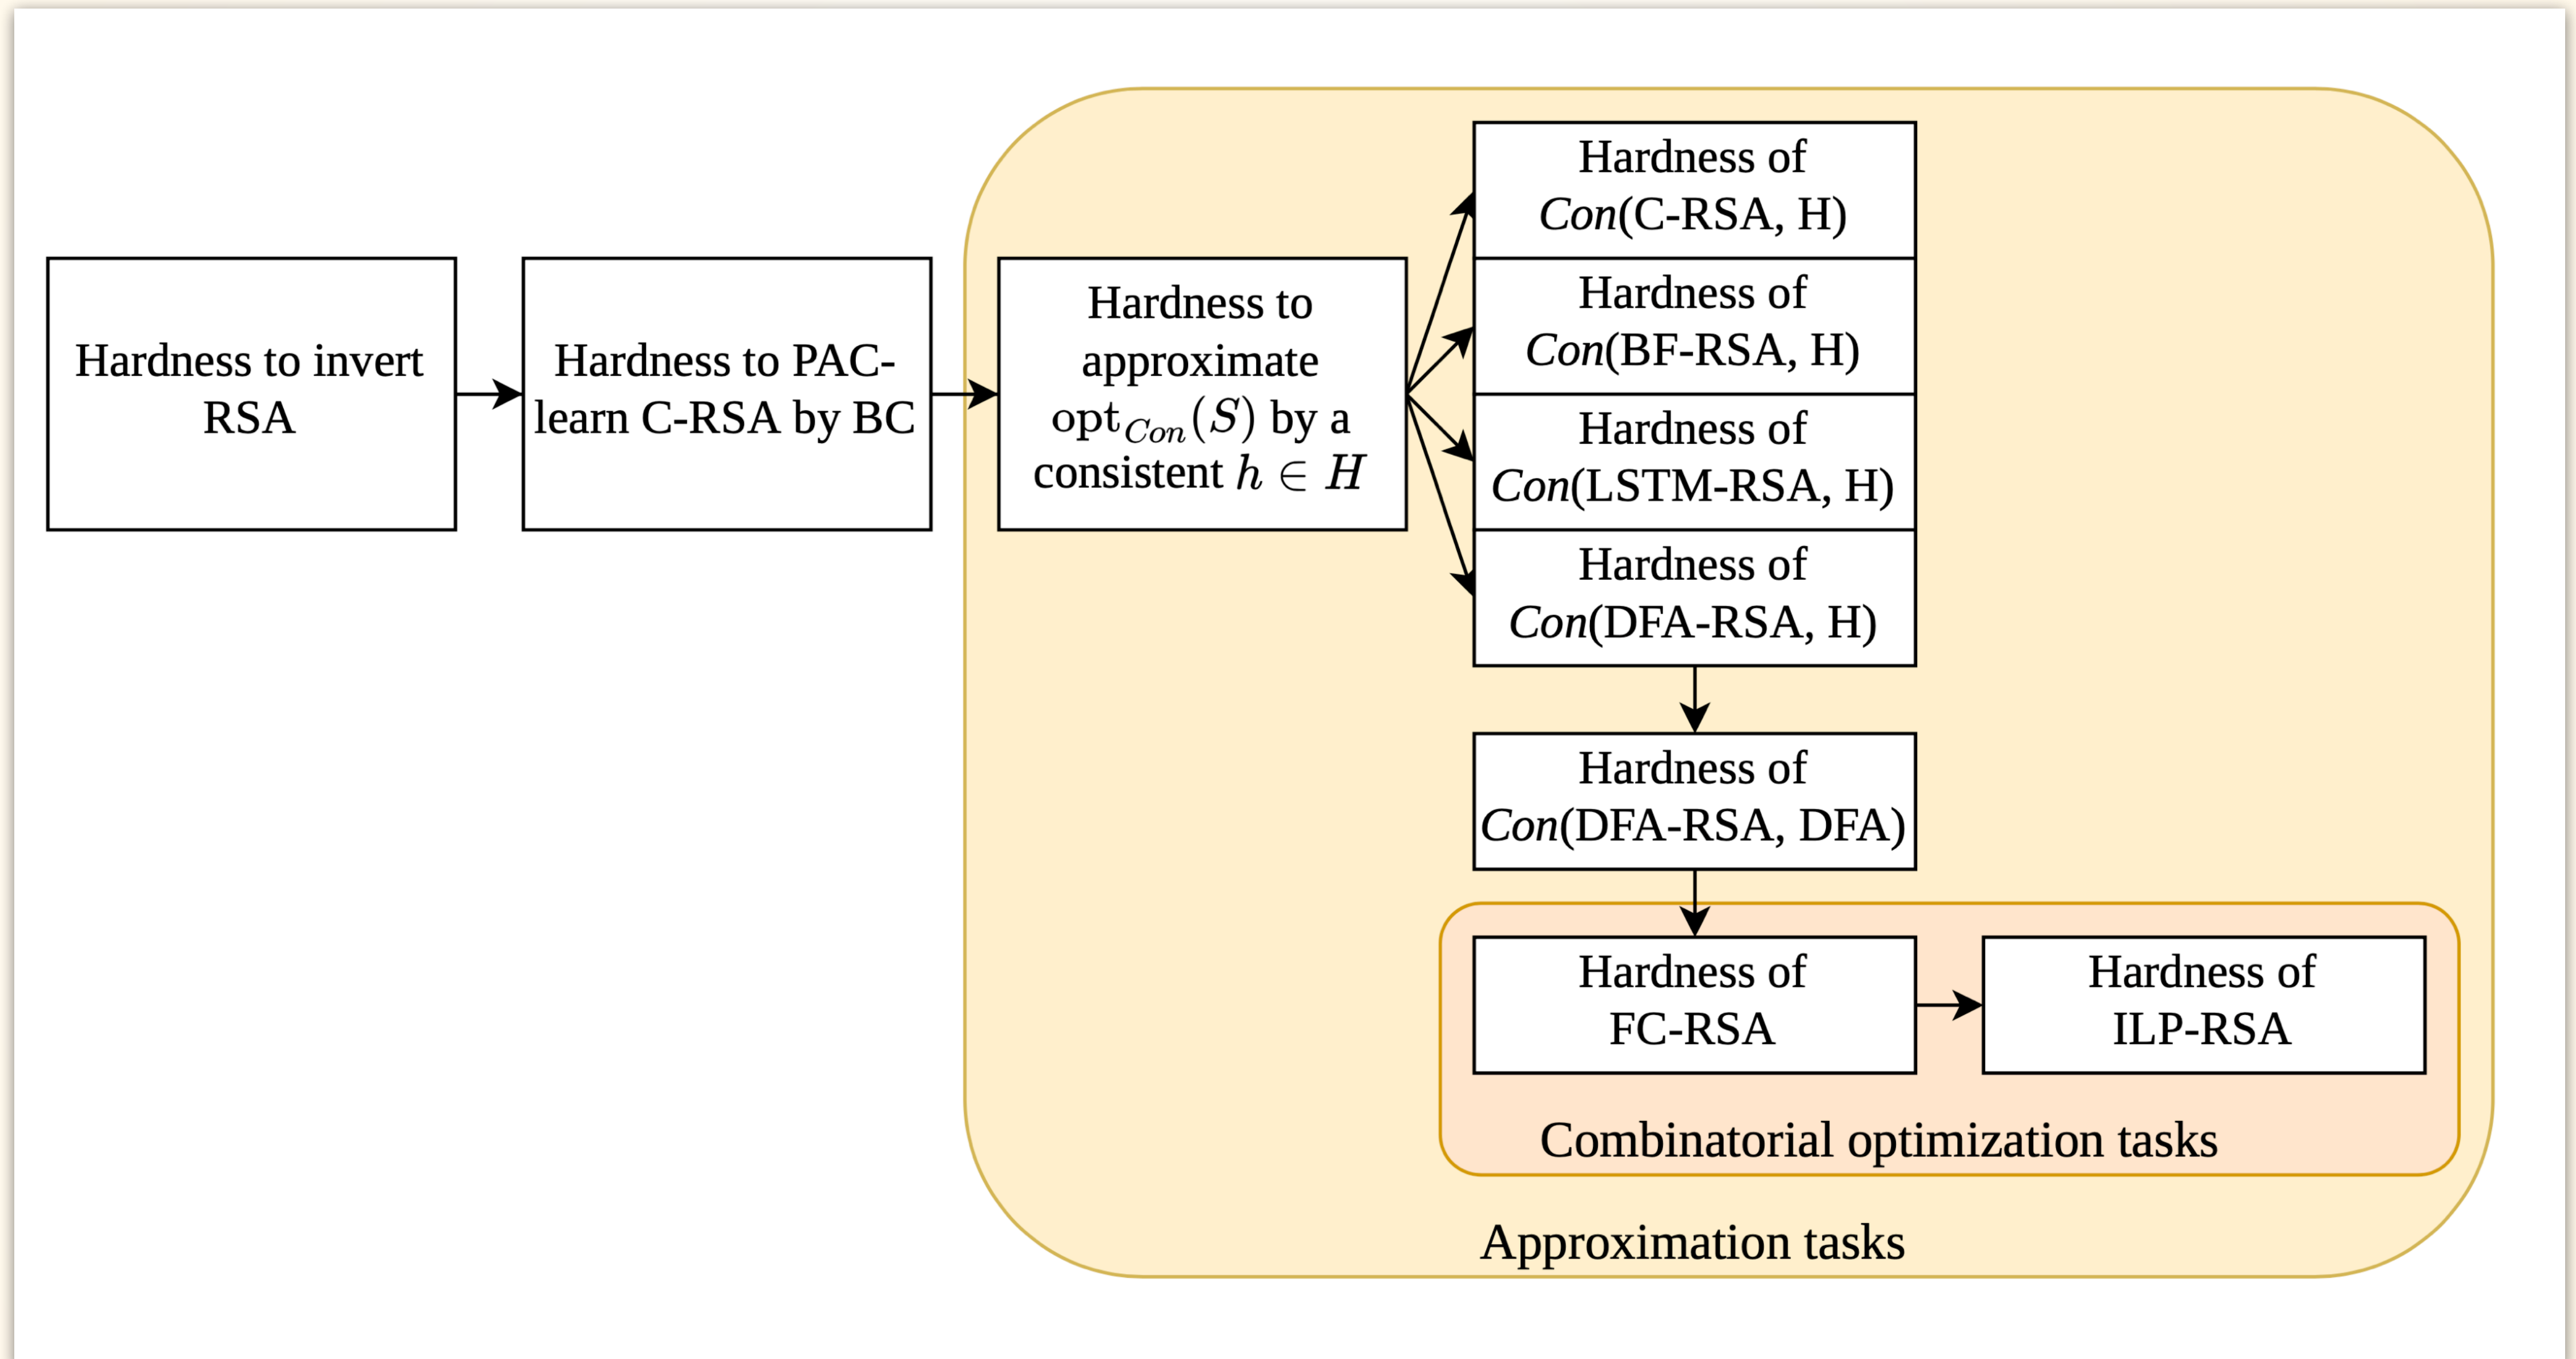 Hardness to invert
RSA
Hardness to PAC-
learn C-RSA by BC
Hardness to
approximate
opt_Con(S) by a
consistent h ∈ H
Hardness of
Con(C-RSA, H)
Hardness of
Con(BF-RSA, H)
Hardness of
Con(LSTM-RSA, H)
Hardness of
Con(DFA-RSA, H)
Hardness of
Con(DFA-RSA, DFA)
Hardness of
FC-RSA
Hardness of
ILP-RSA
Combinatorial optimization tasks
Approximation tasks